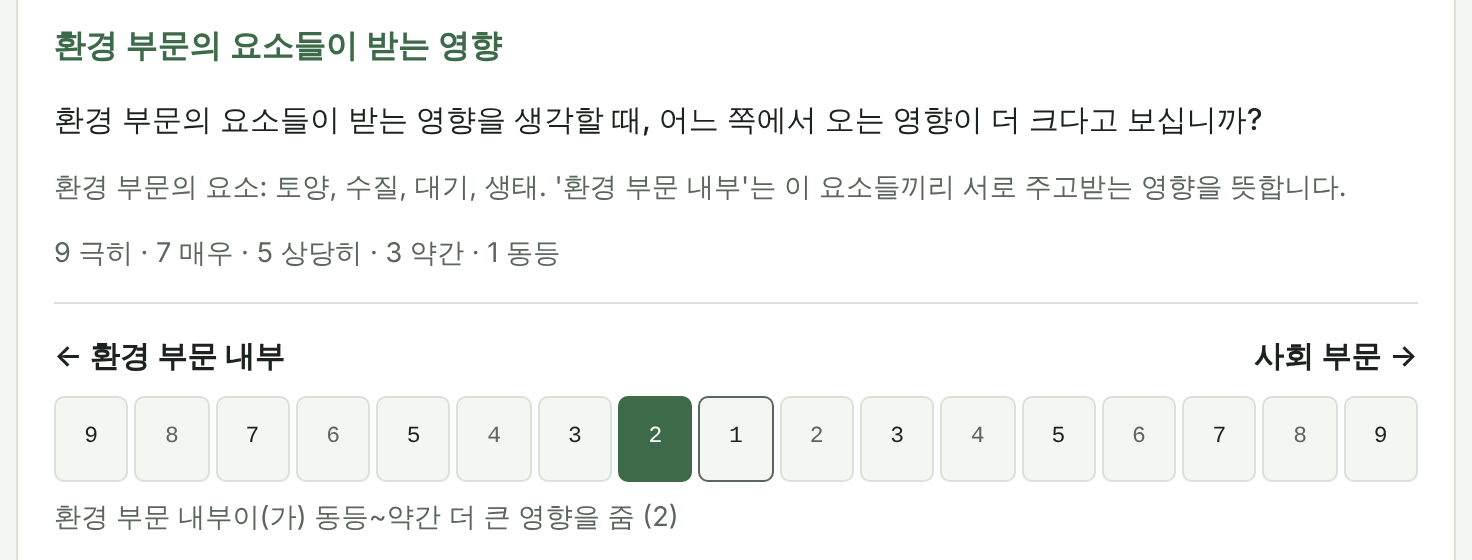 환경 부문의 요소들이 받는 영향
환경 부문의 요소들이 받는 영향을 생각할 때, 어느 쪽에서 오는 영향이 더 크다고 보십니까?
환경 부문의 요소: 토양, 수질, 대기, 생태. '환경 부문 내부'는 이 요소들끼리 서로 주고받는 영향을 뜻합니다.
9 극히 · 7 매우 · 5 상당히 · 3 약간 · 1 동등
← 환경 부문 내부 사회 부문 →
9 8 7 6 5 4 3 2 1 2 3 4 5 6 7 8 9
환경 부문 내부이(가) 동등~약간 더 큰 영향을 줌 (2)